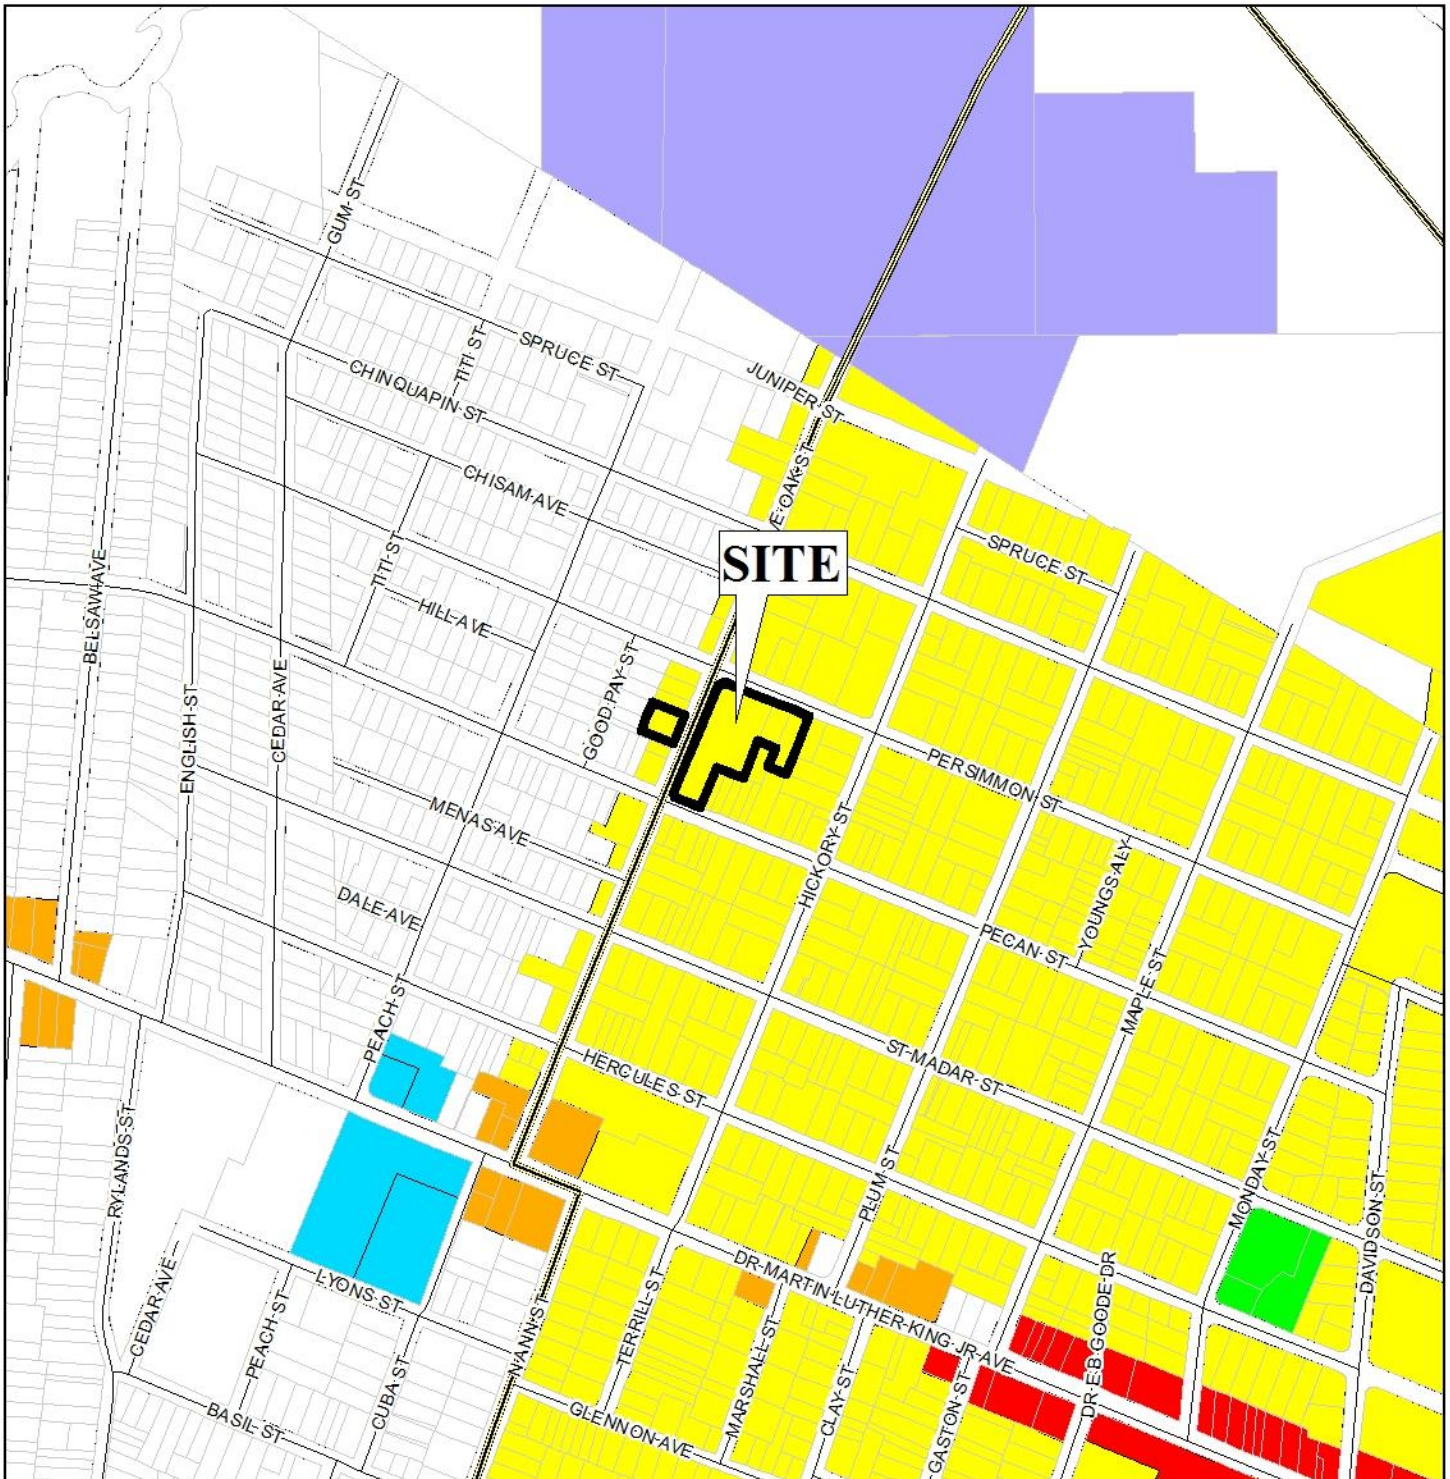 GUM ST
TITI ST
SPRUCE ST
CHINQUAPIN ST
JUNIPER ST
CHISAM AVE
E OAK ST
SITE
SPRUCE ST
TITI ST
BELSAW AVE
HILL AVE
GOOD PAY ST
ENGLISH ST
CEDAR AVE
PERSIMMON ST
MENAS AVE
HICKORY ST
YOUNGS ALY
DALE AVE
PECAN ST
MAPLE ST
PEACH ST
HERCULES ST
ST MADAR ST
RYLANDS ST
PLUM ST
MONDAY ST
DAVIDSON ST
DR MARTIN LUTHER KING JR AVE
LYONS ST
CEDAR AVE
PEACH ST
N ANN ST
TERRILL ST
MARSHALL ST
DR E B GOODE DR
CUBA ST
CLAY ST
GASTON ST
BASIL ST
GLENNON AVE